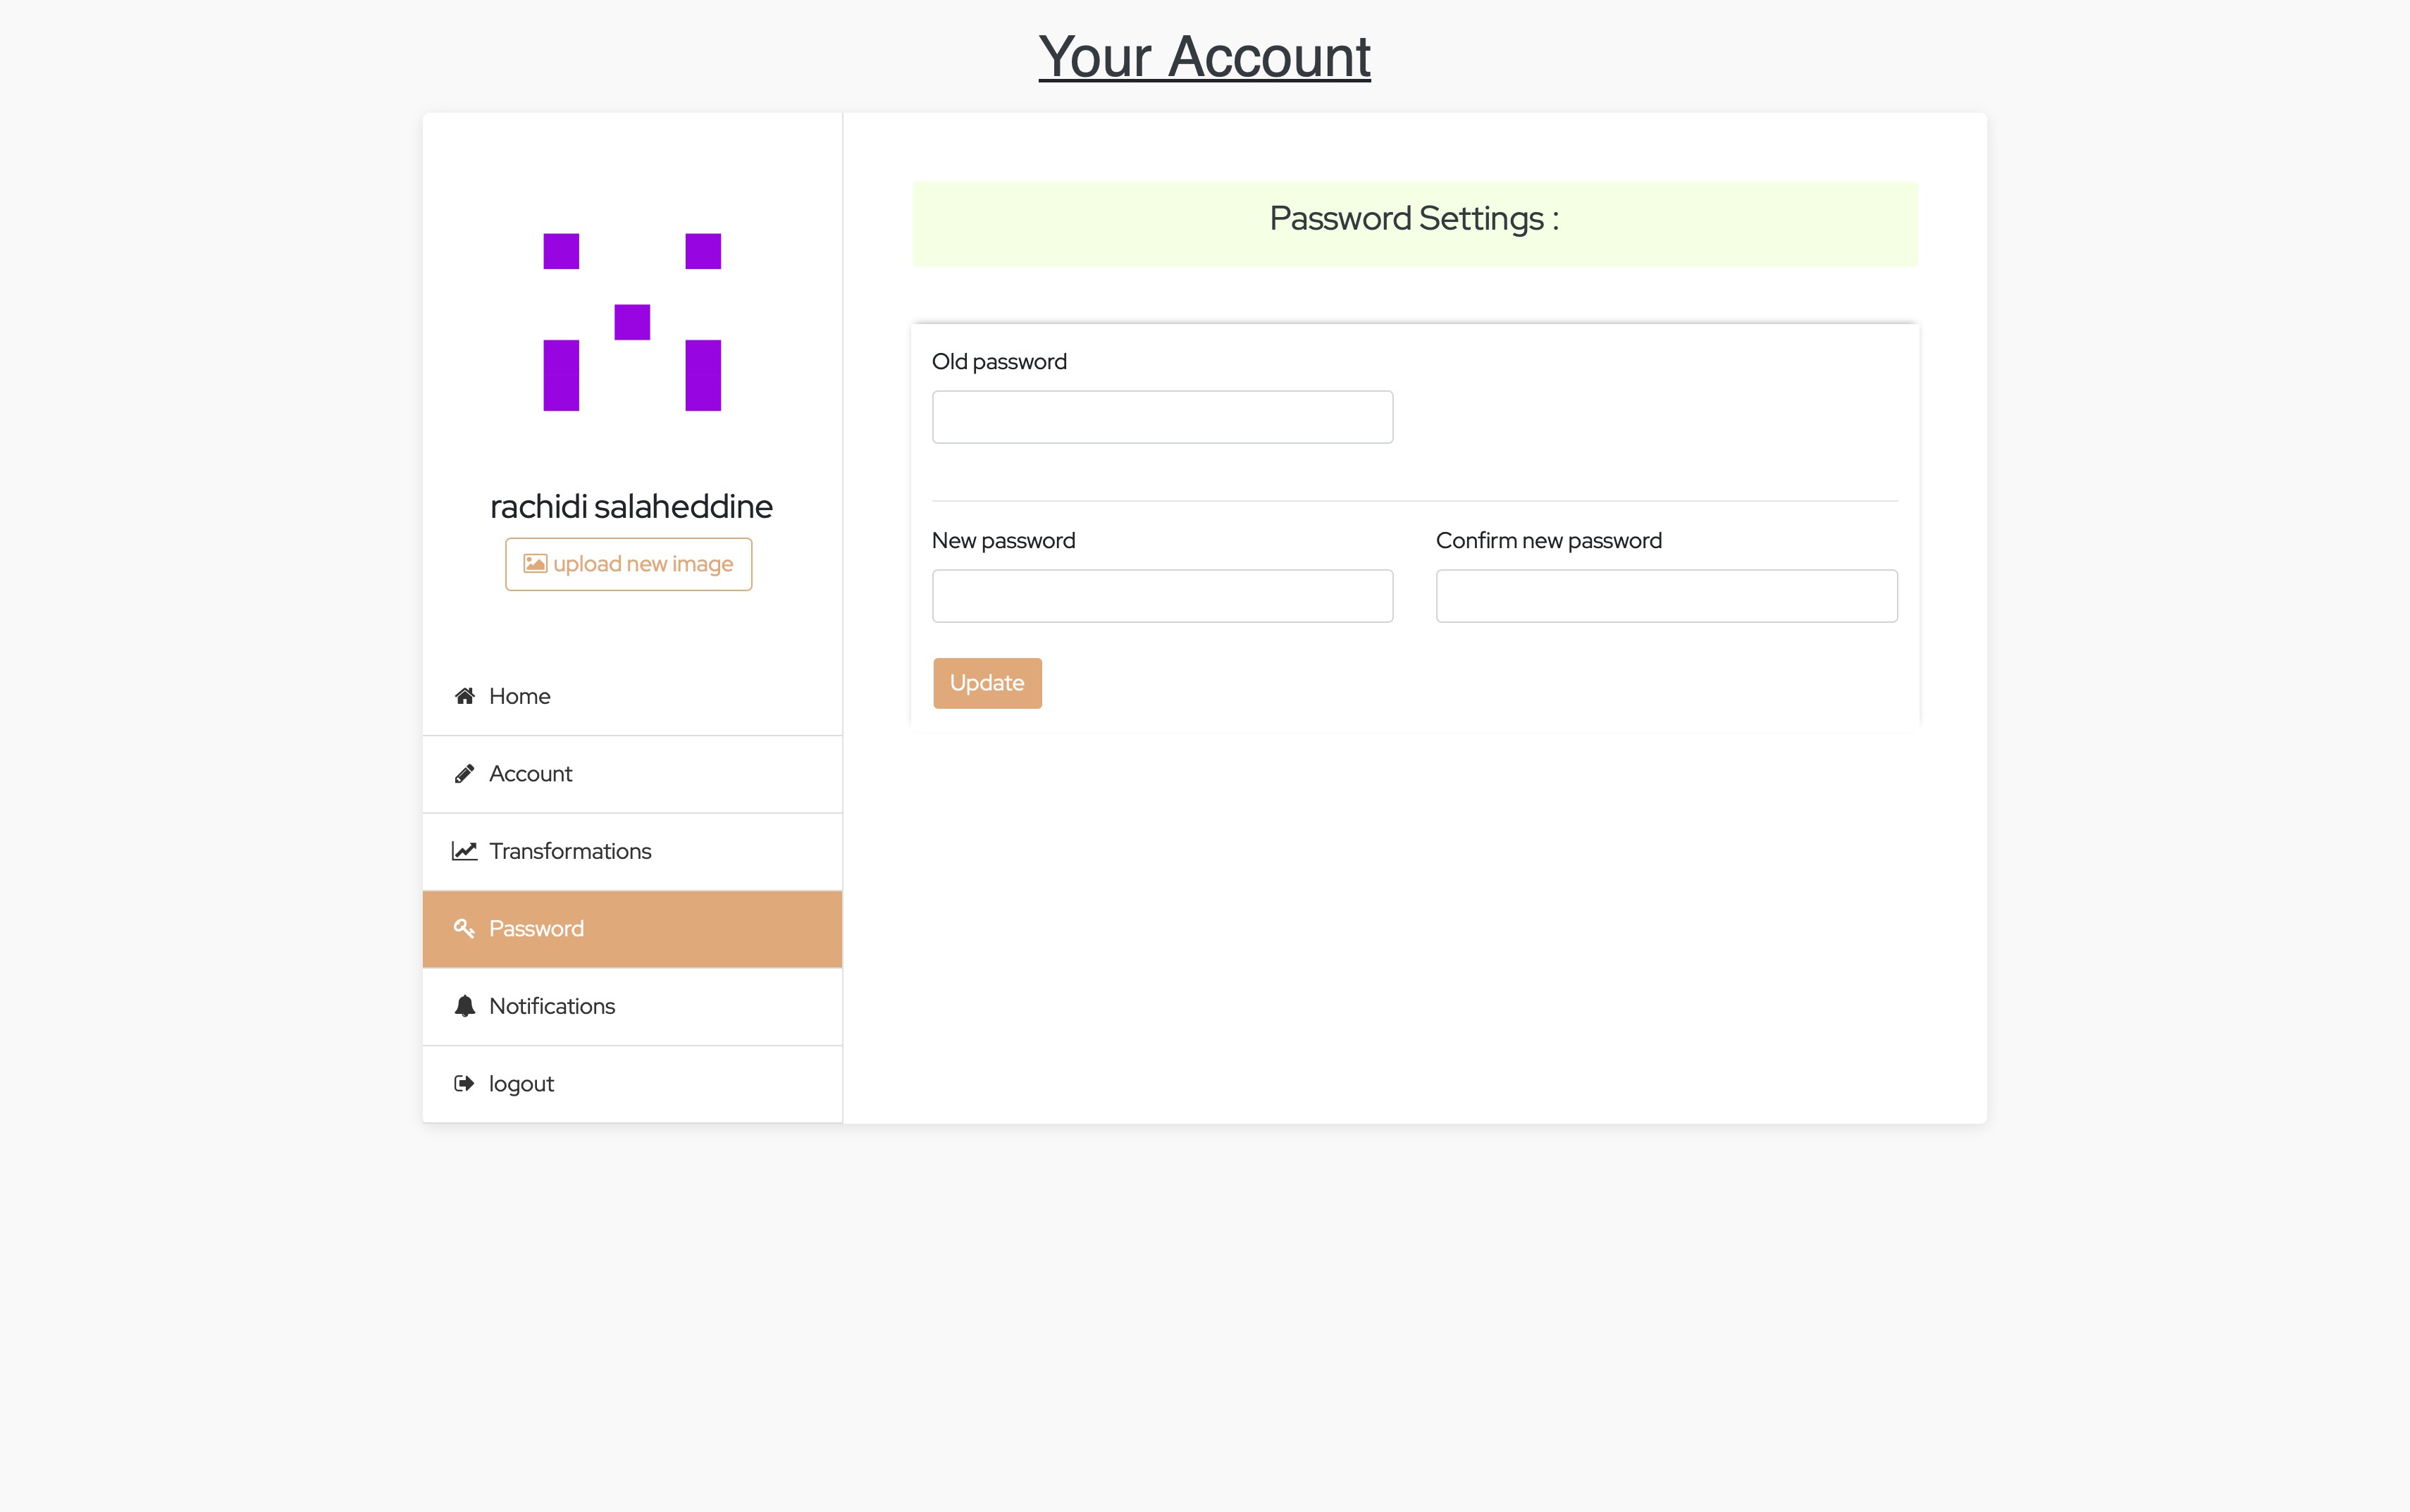 Your Account
rachidi salaheddine
upload new image
Home
Account
Transformations
Password
Notifications
logout
Password Settings :
Old password
New password
Confirm new password
Update